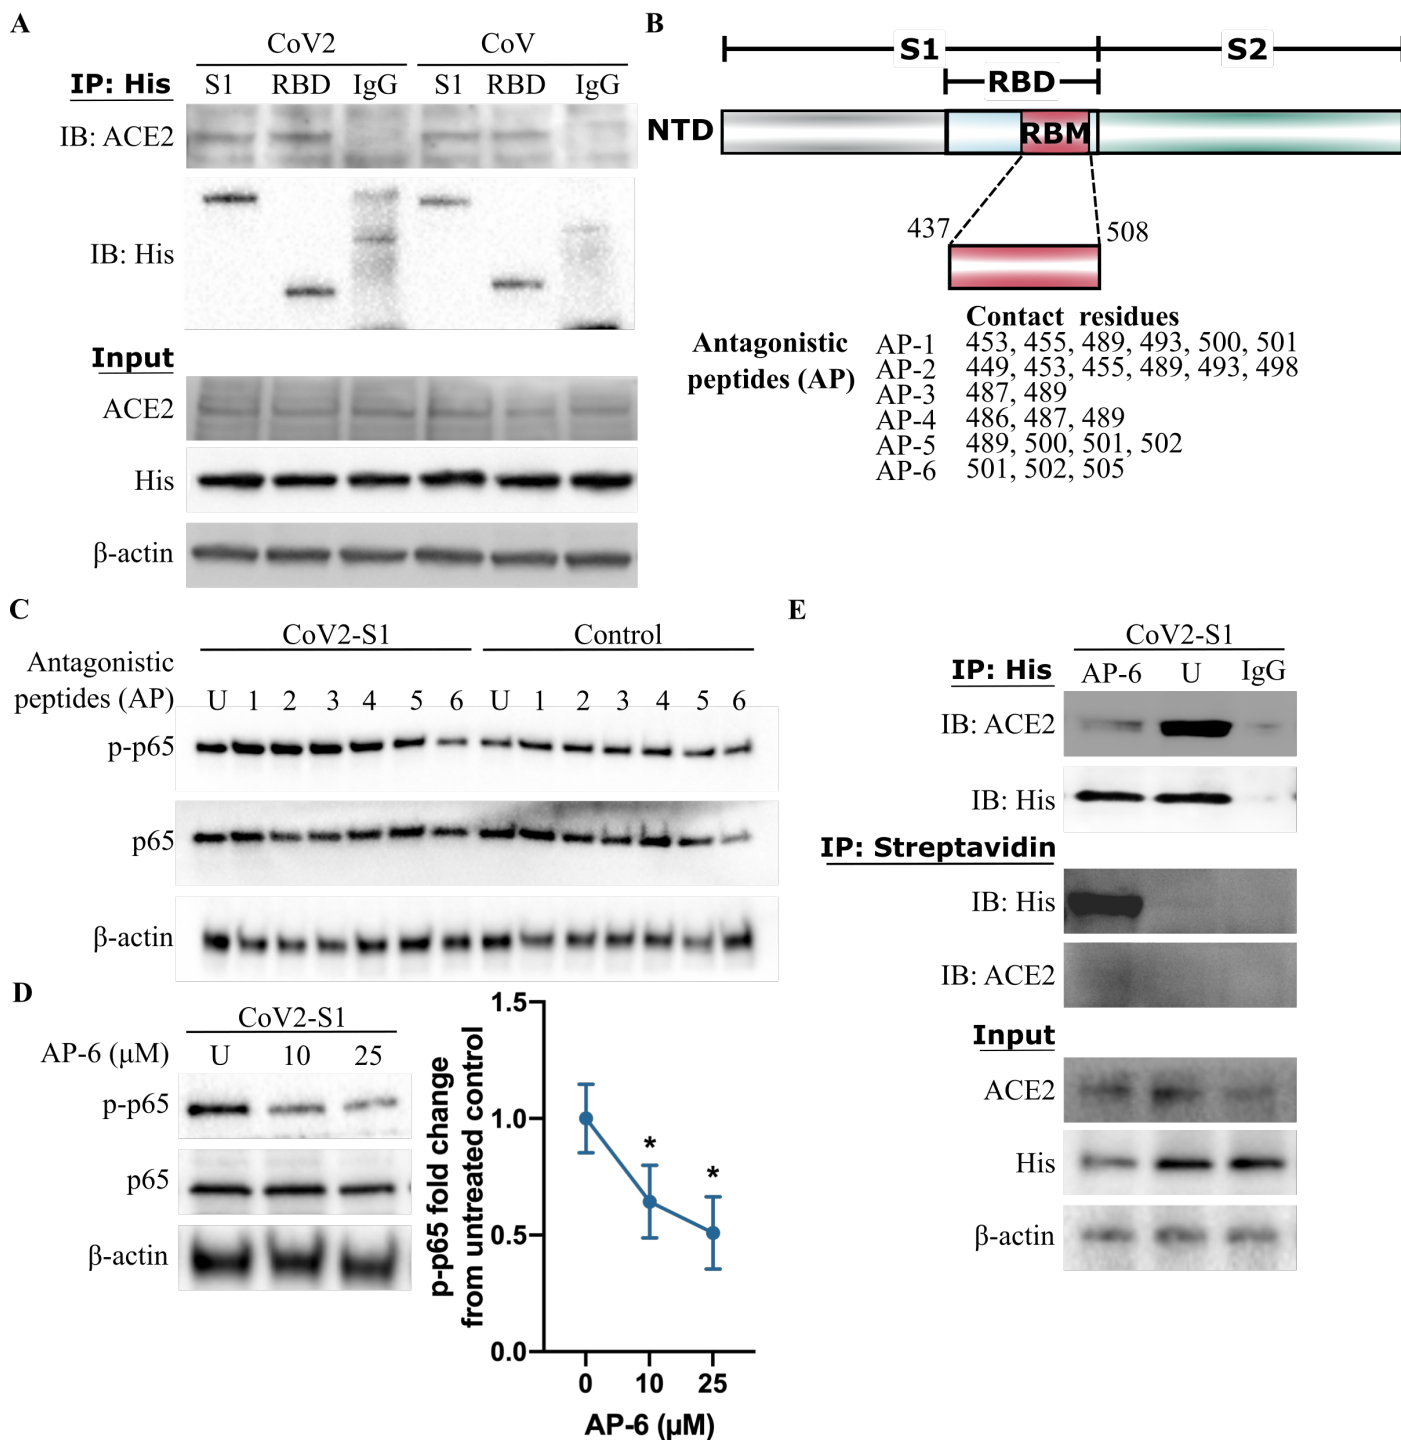 A
CoV2 CoV
IP: His S1 RBD IgG S1 RBD IgG
IB: ACE2
IB: His
Input
ACE2
His
β-actin
B
S1 S2
RBD
NTD RBM
437 508
Contact residues
Antagonistic peptides (AP)
AP-1 453, 455, 489, 493, 500, 501
AP-2 449, 453, 455, 489, 493, 498
AP-3 487, 489
AP-4 486, 487, 489
AP-5 489, 500, 501, 502
AP-6 501, 502, 505
C
CoV2-S1 Control
Antagonistic
peptides (AP) U 1 2 3 4 5 6 U 1 2 3 4 5 6
p-p65
p65
β-actin
D
CoV2-S1
AP-6 (μM) U 10 25
p-p65
p65
β-actin
p-p65 fold change
from untreated control
1.5
1.0
0.5
0.0
* *
0 10 25
AP-6 (μM)
E
CoV2-S1
IP: His AP-6 U IgG
IB: ACE2
IB: His
IP: Streptavidin
IB: His
IB: ACE2
Input
ACE2
His
β-actin